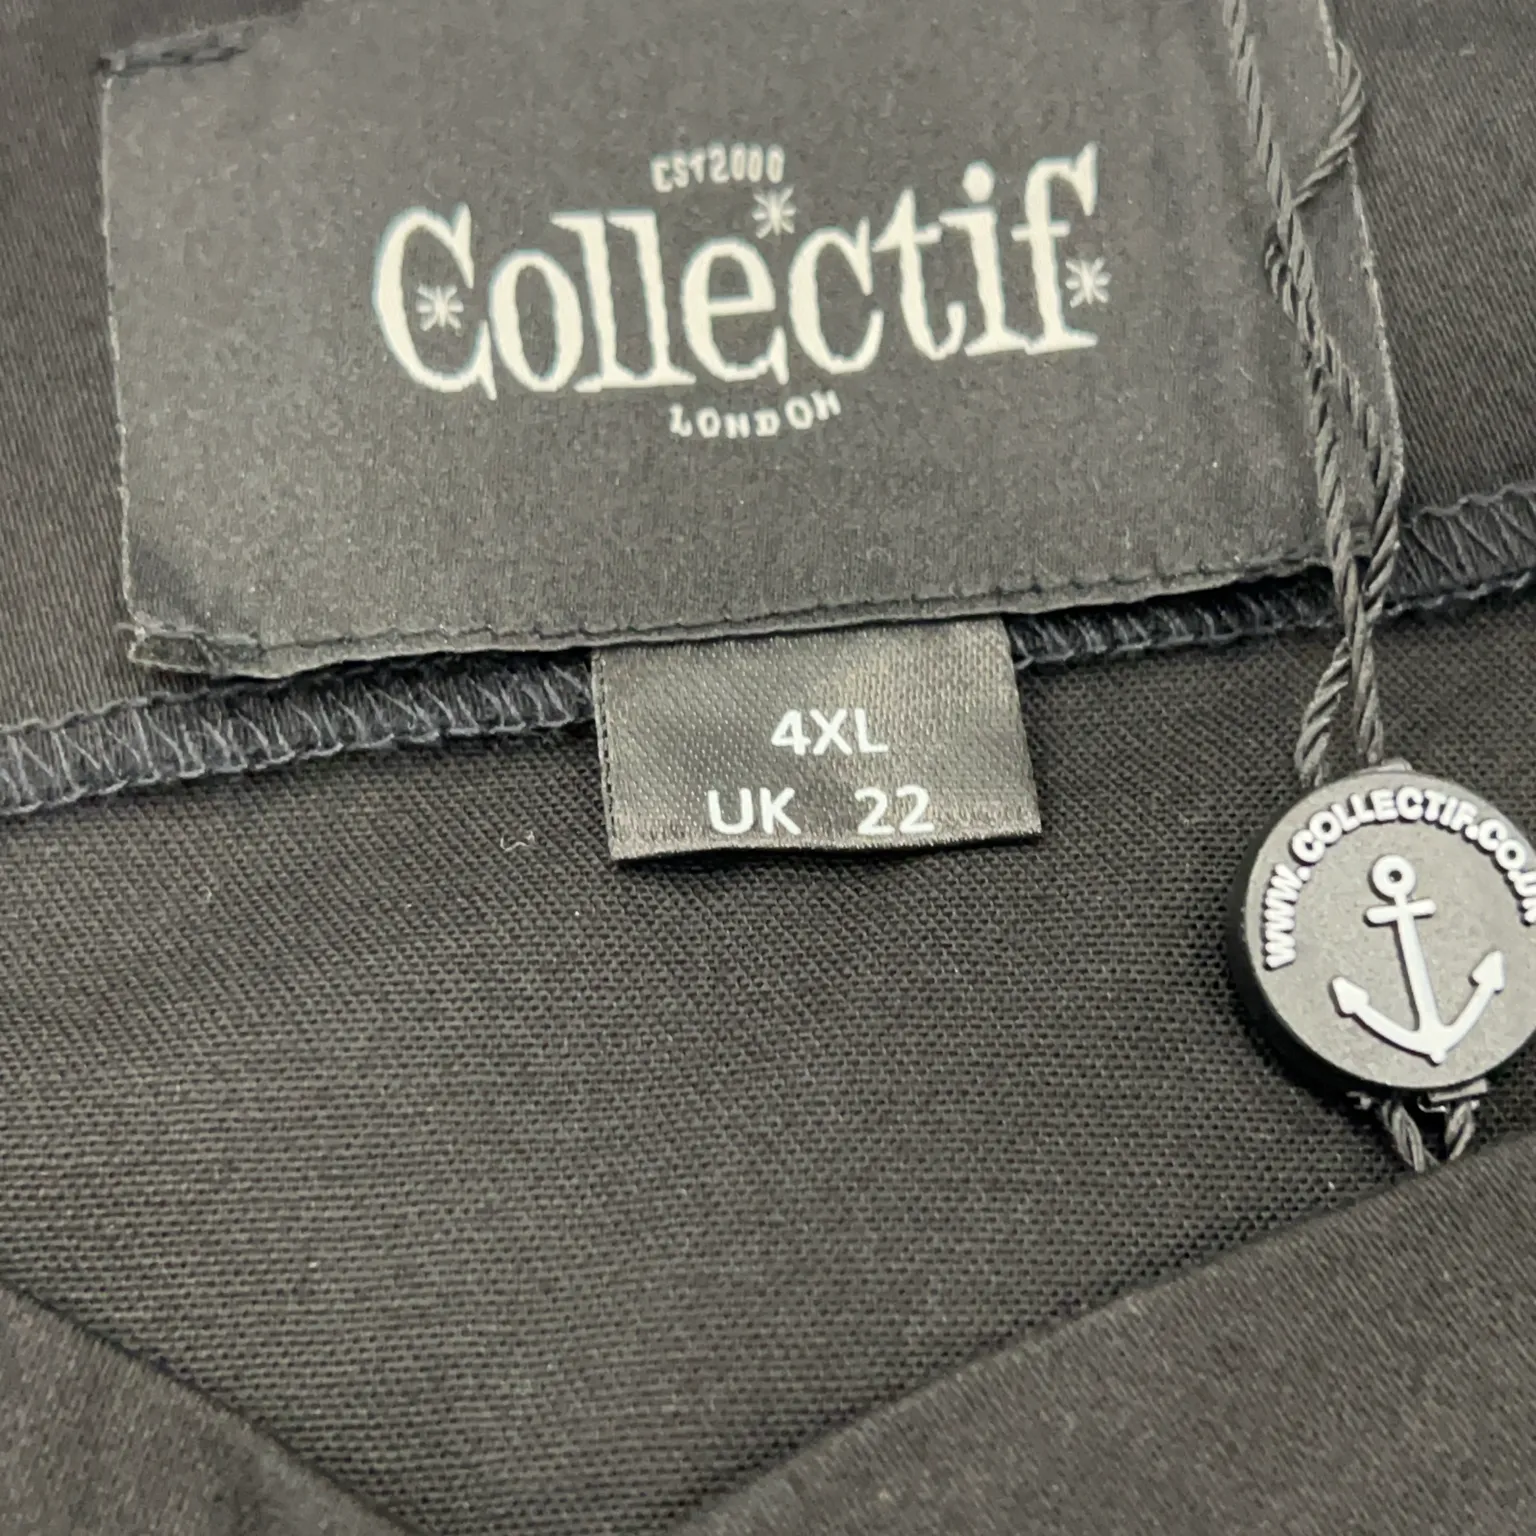 EST2000
Collectif
LONDON
4XL
UK 22
WWW.COLLECTIF.CO.UK